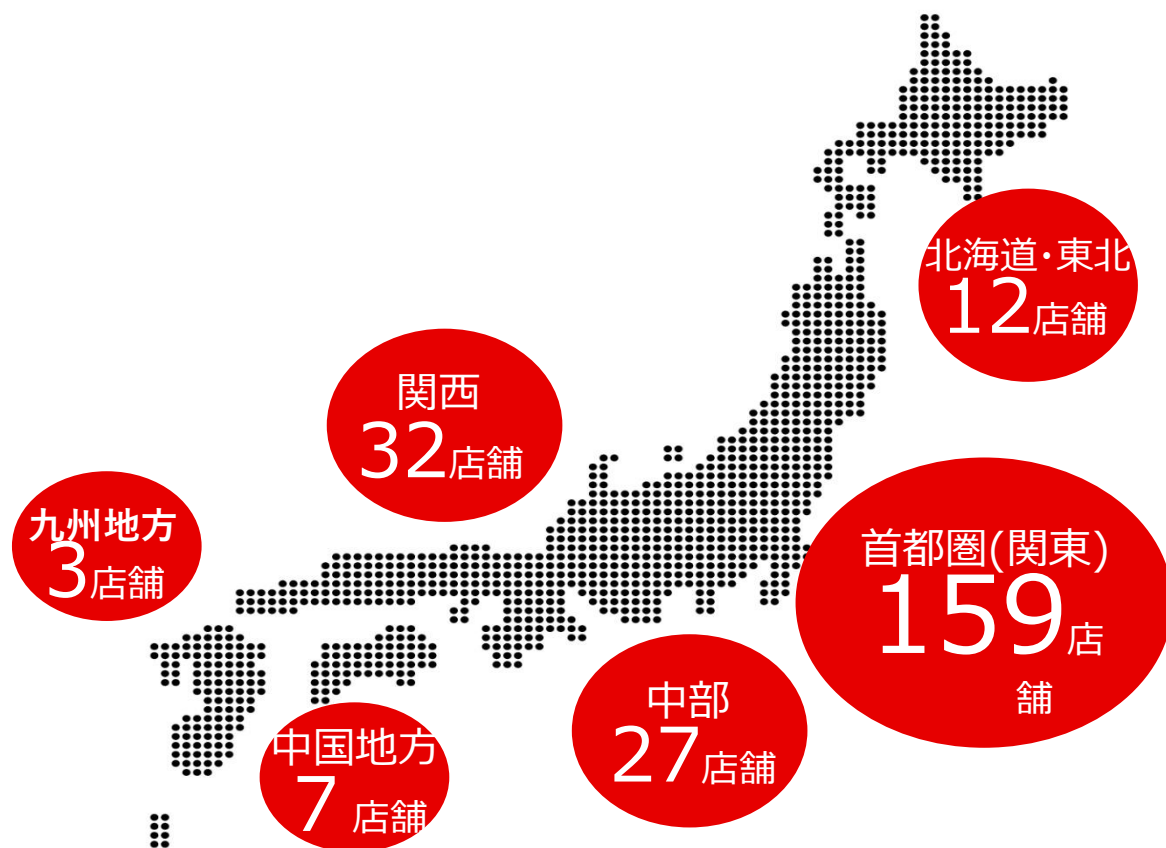 北海道・東北
12店舗
関西
32店舗
九州地方
3店舗
首都圏(関東)
159店
舗
中部
27店舗
中国地方
7 店舗